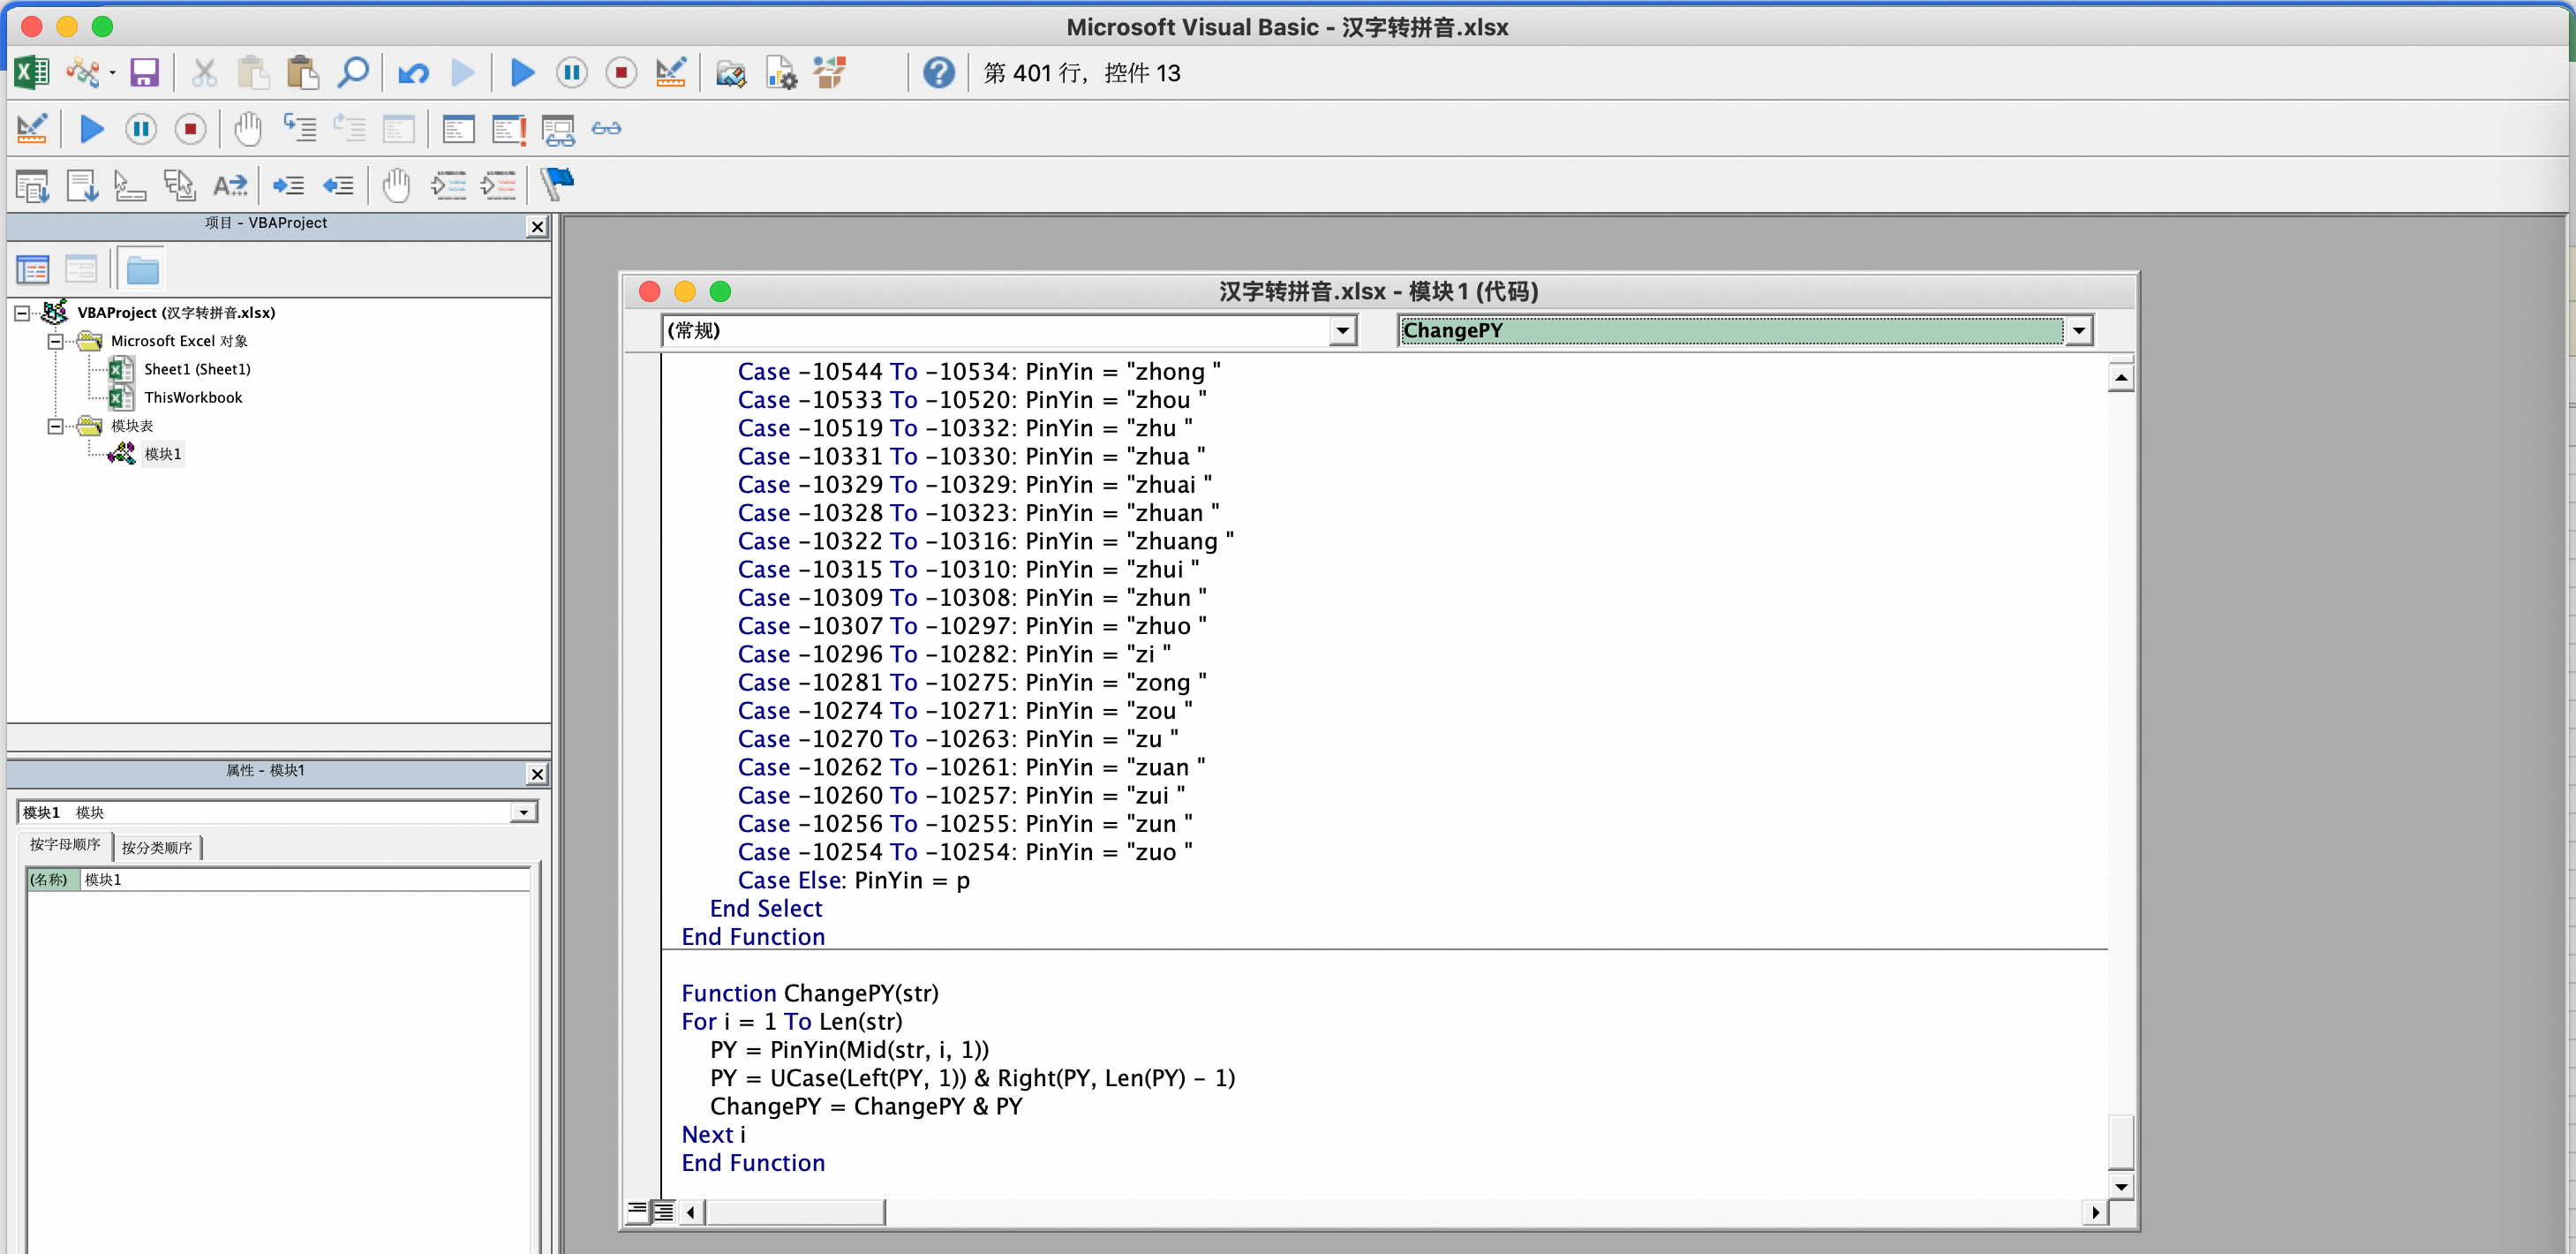 Microsoft Visual Basic - 汉字转拼音.xlsx
第 401 行，控件 13
项目 - VBAProject
VBAProject (汉字转拼音.xlsx)
Microsoft Excel 对象
Sheet1 (Sheet1)
ThisWorkbook
模块表
模块1
属性 - 模块1
模块1 模块
按字母顺序 按分类顺序
(名称) 模块1
汉字转拼音.xlsx - 模块1 (代码)
(常规) ChangePY
Case -10544 To -10534: PinYin = "zhong "
Case -10533 To -10520: PinYin = "zhou "
Case -10519 To -10332: PinYin = "zhu "
Case -10331 To -10330: PinYin = "zhua "
Case -10329 To -10329: PinYin = "zhuai "
Case -10328 To -10323: PinYin = "zhuan "
Case -10322 To -10316: PinYin = "zhuang "
Case -10315 To -10310: PinYin = "zhui "
Case -10309 To -10308: PinYin = "zhun "
Case -10307 To -10297: PinYin = "zhuo "
Case -10296 To -10282: PinYin = "zi "
Case -10281 To -10275: PinYin = "zong "
Case -10274 To -10271: PinYin = "zou "
Case -10270 To -10263: PinYin = "zu "
Case -10262 To -10261: PinYin = "zuan "
Case -10260 To -10257: PinYin = "zui "
Case -10256 To -10255: PinYin = "zun "
Case -10254 To -10254: PinYin = "zuo "
Case Else: PinYin = p
End Select
End Function
Function ChangePY(str)
For i = 1 To Len(str)
PY = PinYin(Mid(str, i, 1))
PY = UCase(Left(PY, 1)) & Right(PY, Len(PY) - 1)
ChangePY = ChangePY & PY
Next i
End Function